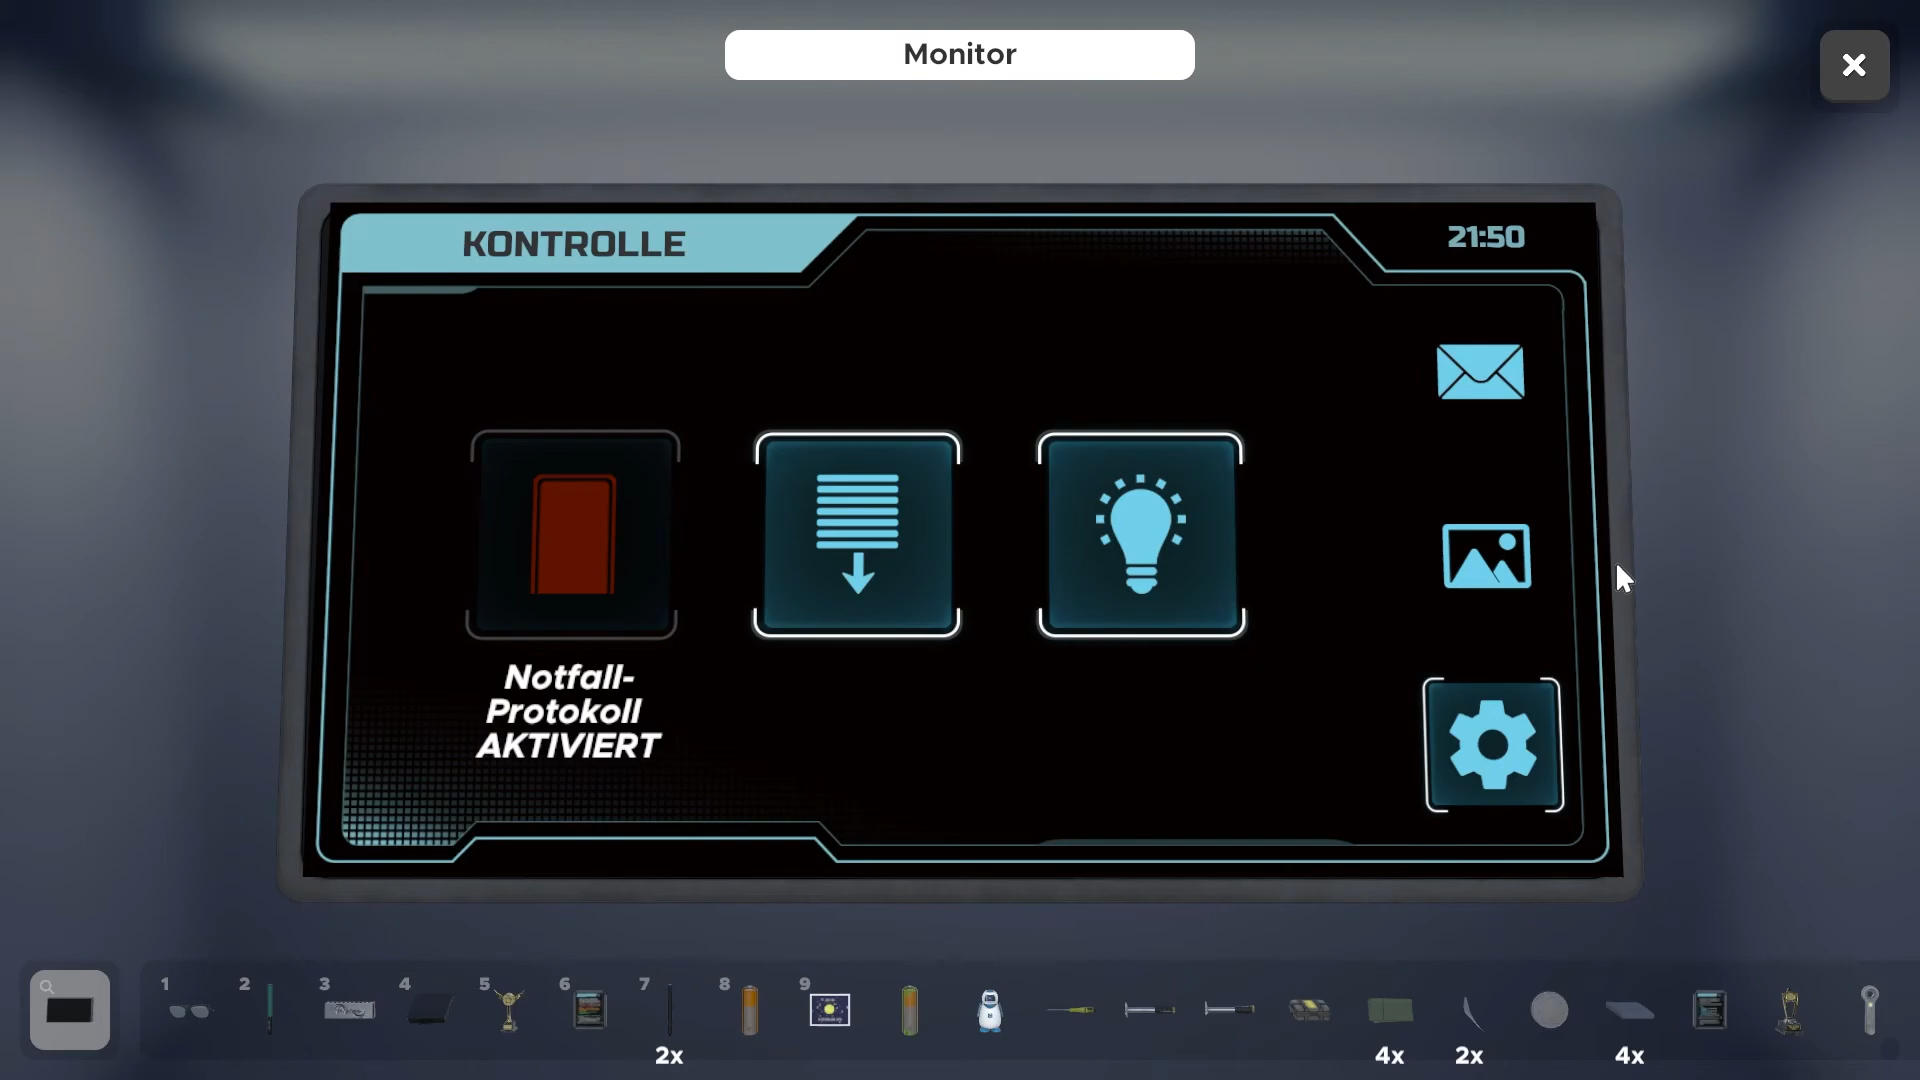 Monitor
KONTROLLE
21:50
Notfall-
Protokoll
AKTIVIERT
1
2
3
4
5
6
7
8
9
2x
4x
2x
4x